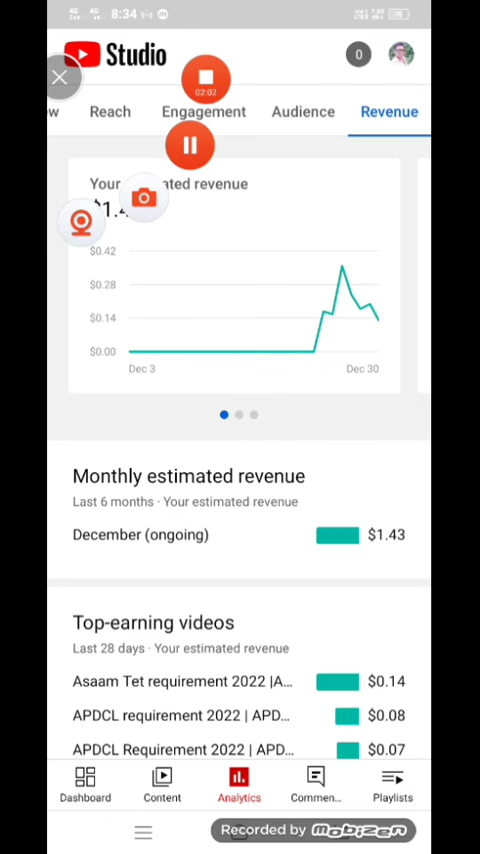 8:34
Studio
0
02:02
Reach Engagement Audience Revenue
revenue
$0.42
$0.28
$0.14
$0.00
Dec 3 Dec 30
Monthly estimated revenue
Last 6 months · Your estimated revenue
December (ongoing) $1.43
Top-earning videos
Last 28 days · Your estimated revenue
Asaam Tet requirement 2022 |A... $0.14
APDCL requirement 2022 | APD... $0.08
APDCL Requirement 2022 | APD... $0.07
Dashboard Content Analytics Commen... Playlists
Recorded by mobizen